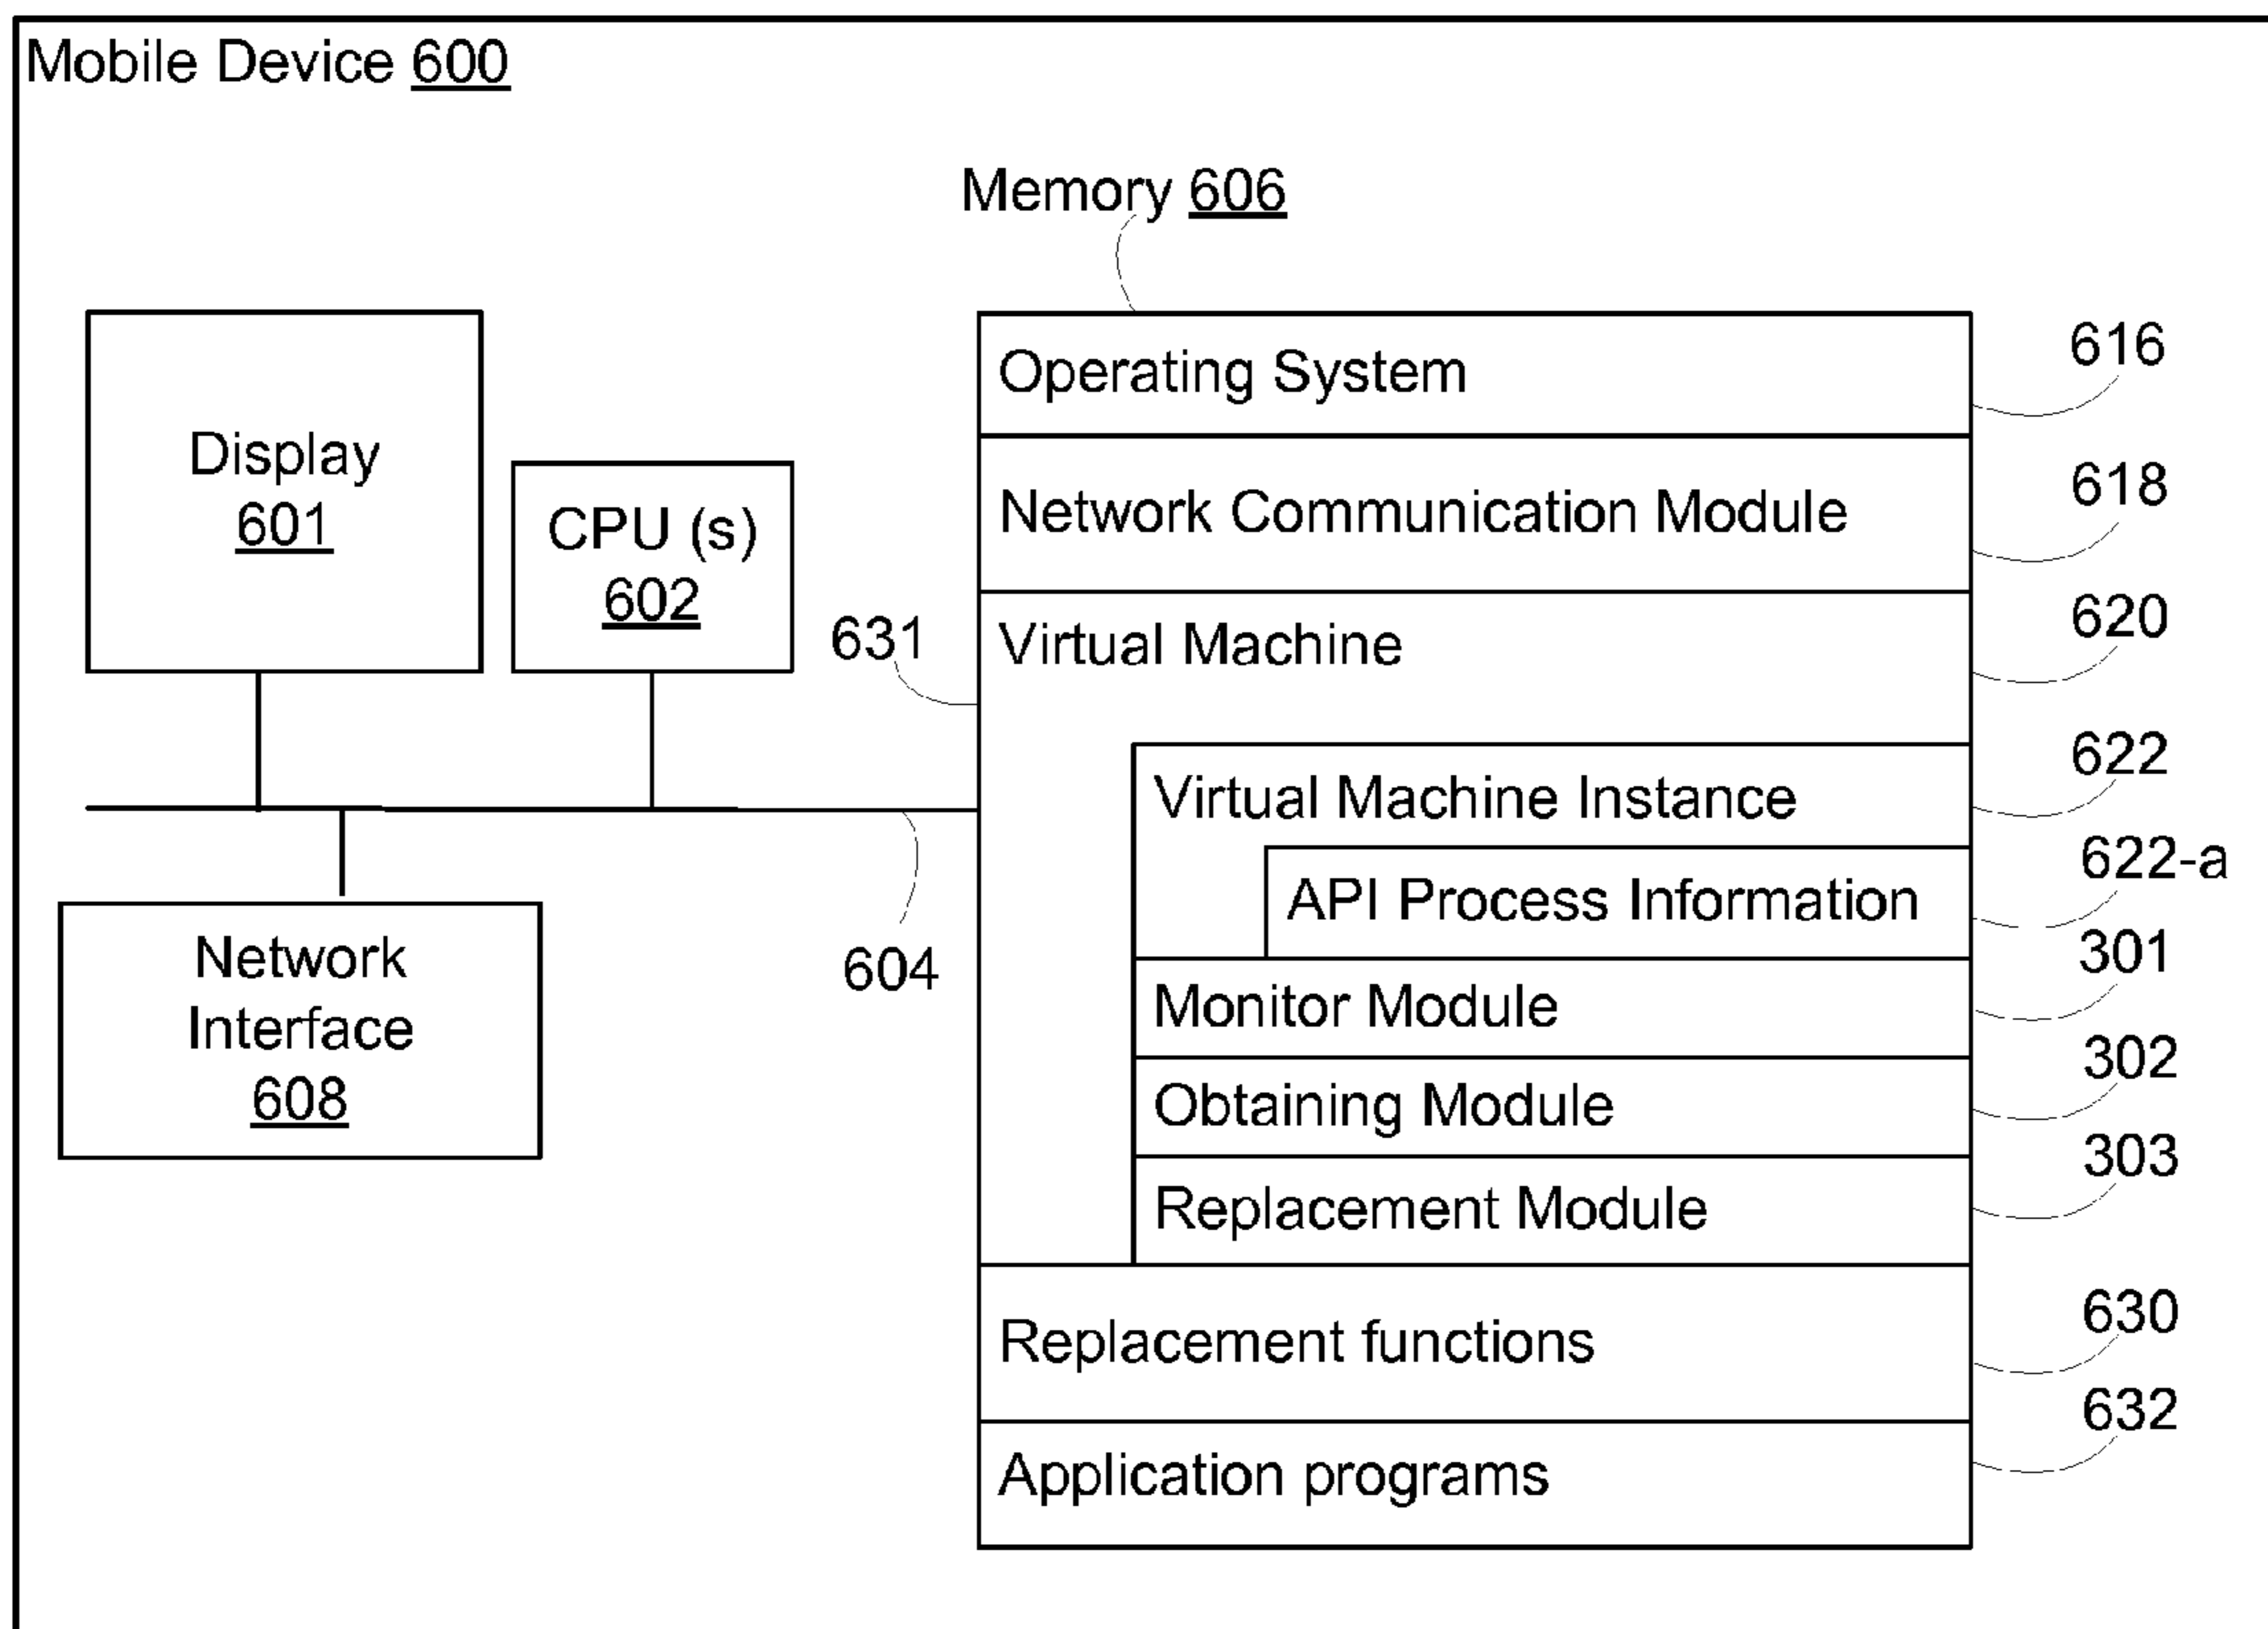 Mobile Device 600
Memory 606
Operating System
616
Display
601
CPU (s)
602
Network Communication Module
618
631
Virtual Machine
620
Virtual Machine Instance
622
API Process Information
622-a
604
Network
Interface
608
Monitor Module
301
Obtaining Module
302
Replacement Module
303
Replacement functions
630
Application programs
632